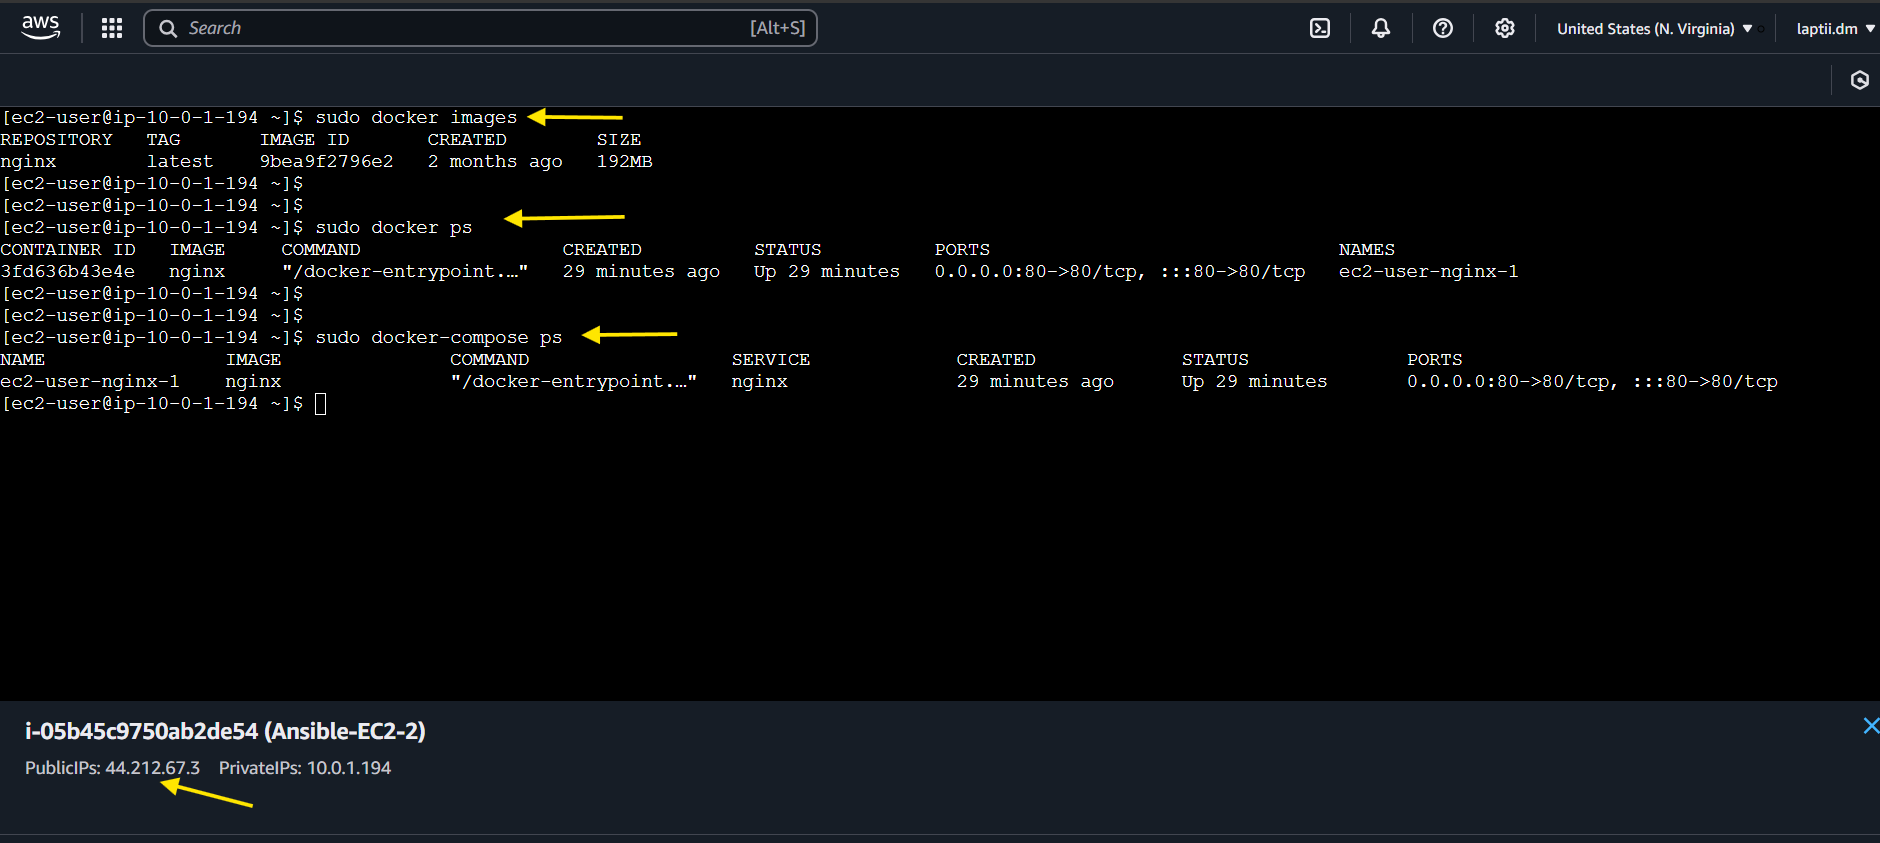 aws
Search [Alt+S] United States (N. Virginia) laptii.dm
[ec2-user@ip-10-0-1-194 ~]$ sudo docker images
REPOSITORY TAG IMAGE ID CREATED SIZE
nginx latest 9bea9f2796e2 2 months ago 192MB
[ec2-user@ip-10-0-1-194 ~]$
[ec2-user@ip-10-0-1-194 ~]$
[ec2-user@ip-10-0-1-194 ~]$ sudo docker ps
CONTAINER ID IMAGE COMMAND CREATED STATUS PORTS NAMES
3fd636b43e4e nginx "/docker-entrypoint.…" 29 minutes ago Up 29 minutes 0.0.0.0:80->80/tcp, :::80->80/tcp ec2-user-nginx-1
[ec2-user@ip-10-0-1-194 ~]$
[ec2-user@ip-10-0-1-194 ~]$
[ec2-user@ip-10-0-1-194 ~]$ sudo docker-compose ps
NAME IMAGE COMMAND SERVICE CREATED STATUS PORTS
ec2-user-nginx-1 nginx "/docker-entrypoint.…" nginx 29 minutes ago Up 29 minutes 0.0.0.0:80->80/tcp, :::80->80/tcp
[ec2-user@ip-10-0-1-194 ~]$
i-05b45c9750ab2de54 (Ansible-EC2-2)
PublicIPs: 44.212.67.3 PrivateIPs: 10.0.1.194